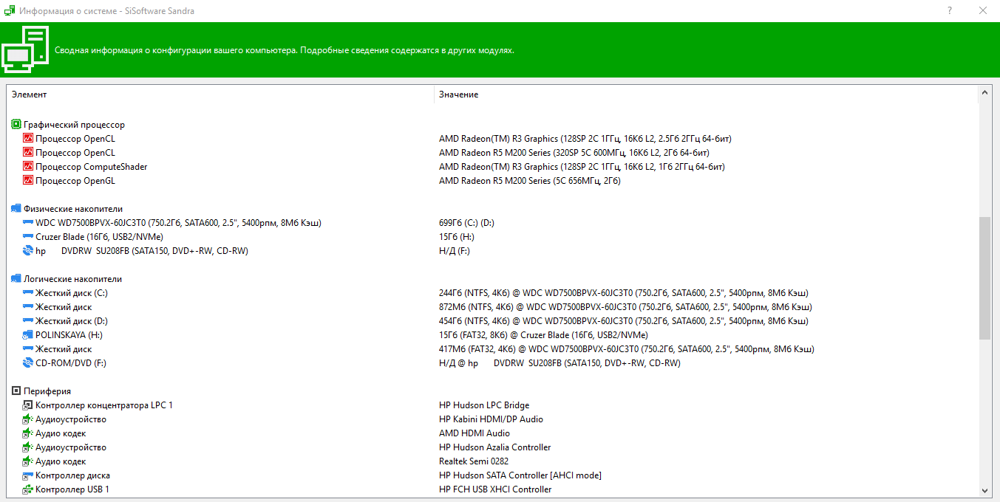 Информация о системе - SiSoftware Sandra
Сводная информация о конфигурации вашего компьютера. Подробные сведения содержатся в других модулях.
Элемент Значение
Графический процессор
Процессор OpenCL AMD Radeon(TM) R3 Graphics (128SP 2C 1ГГц, 16Кб L2, 2.5Гб 2ГГц 64-бит)
Процессор OpenCL AMD Radeon R5 M200 Series (320SP 5C 600МГц, 16Кб L2, 2Гб 64-бит)
Процессор ComputeShader AMD Radeon(TM) R3 Graphics (128SP 2C 1ГГц, 16Кб L2, 1Гб 2ГГц 64-бит)
Процессор OpenGL AMD Radeon R5 M200 Series (5C 656МГц, 2Гб)
Физические накопители
WDC WD7500BPVX-60JC3T0 (750.2Гб, SATA600, 2.5", 5400рпм, 8Мб Кэш) 699Гб (C:) (D:)
Cruzer Blade (16Гб, USB2/NVMe) 15Гб (H:)
hp DVDRW SU208FB (SATA150, DVD+-RW, CD-RW) Н/Д (F:)
Логические накопители
Жесткий диск (C:) 244Гб (NTFS, 4Кб) @ WDC WD7500BPVX-60JC3T0 (750.2Гб, SATA600, 2.5", 5400рпм, 8Мб Кэш)
Жесткий диск 872Мб (NTFS, 4Кб) @ WDC WD7500BPVX-60JC3T0 (750.2Гб, SATA600, 2.5", 5400рпм, 8Мб Кэш)
Жесткий диск (D:) 454Гб (NTFS, 4Кб) @ WDC WD7500BPVX-60JC3T0 (750.2Гб, SATA600, 2.5", 5400рпм, 8Мб Кэш)
POLINSKAYA (H:) 15Гб (FAT32, 8Кб) @ Cruzer Blade (16Гб, USB2/NVMe)
Жесткий диск 417Мб (FAT32, 4Кб) @ WDC WD7500BPVX-60JC3T0 (750.2Гб, SATA600, 2.5", 5400рпм, 8Мб Кэш)
CD-ROM/DVD (F:) Н/Д @ hp DVDRW SU208FB (SATA150, DVD+-RW, CD-RW)
Периферия
Контроллер концентратора LPC 1 HP Hudson LPC Bridge
Аудиоустройство HP Kabini HDMI/DP Audio
Аудио кодек AMD HDMI Audio
Аудиоустройство HP Hudson Azalia Controller
Аудио кодек Realtek Semi 0282
Контроллер диска HP Hudson SATA Controller [AHCI mode]
Контроллер USB 1 HP FCH USB XHCI Controller